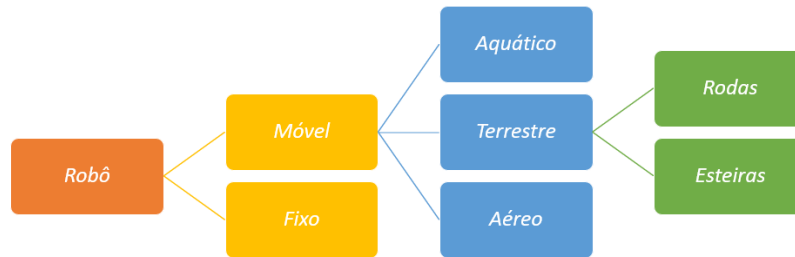 Robô
Móvel
Fixo
Aquático
Terrestre
Aéreo
Rodas
Esteiras